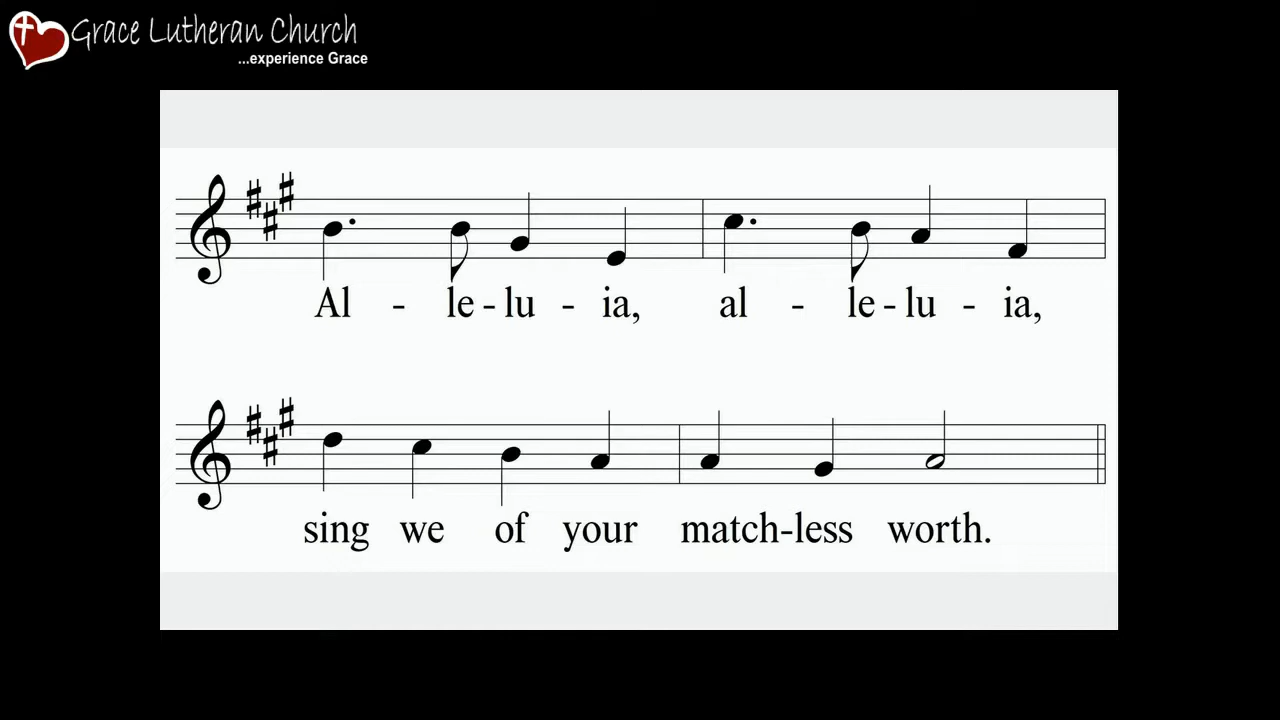 Grace Lutheran Church
...experience Grace
Al - le - lu - ia, al - le - lu - ia,
sing we of your match-less worth.